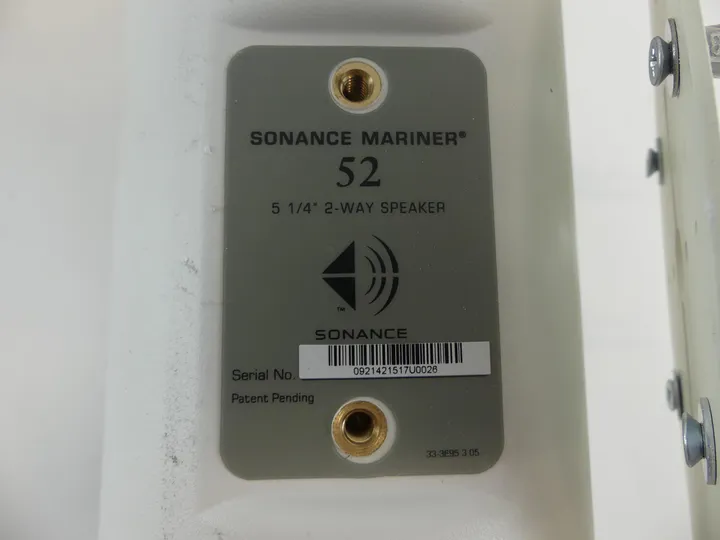 SONANCE MARINER®
52
5 1/4" 2-WAY SPEAKER
™
SONANCE
Serial No.
0921421517U0026
Patent Pending
33-3E95 3.05